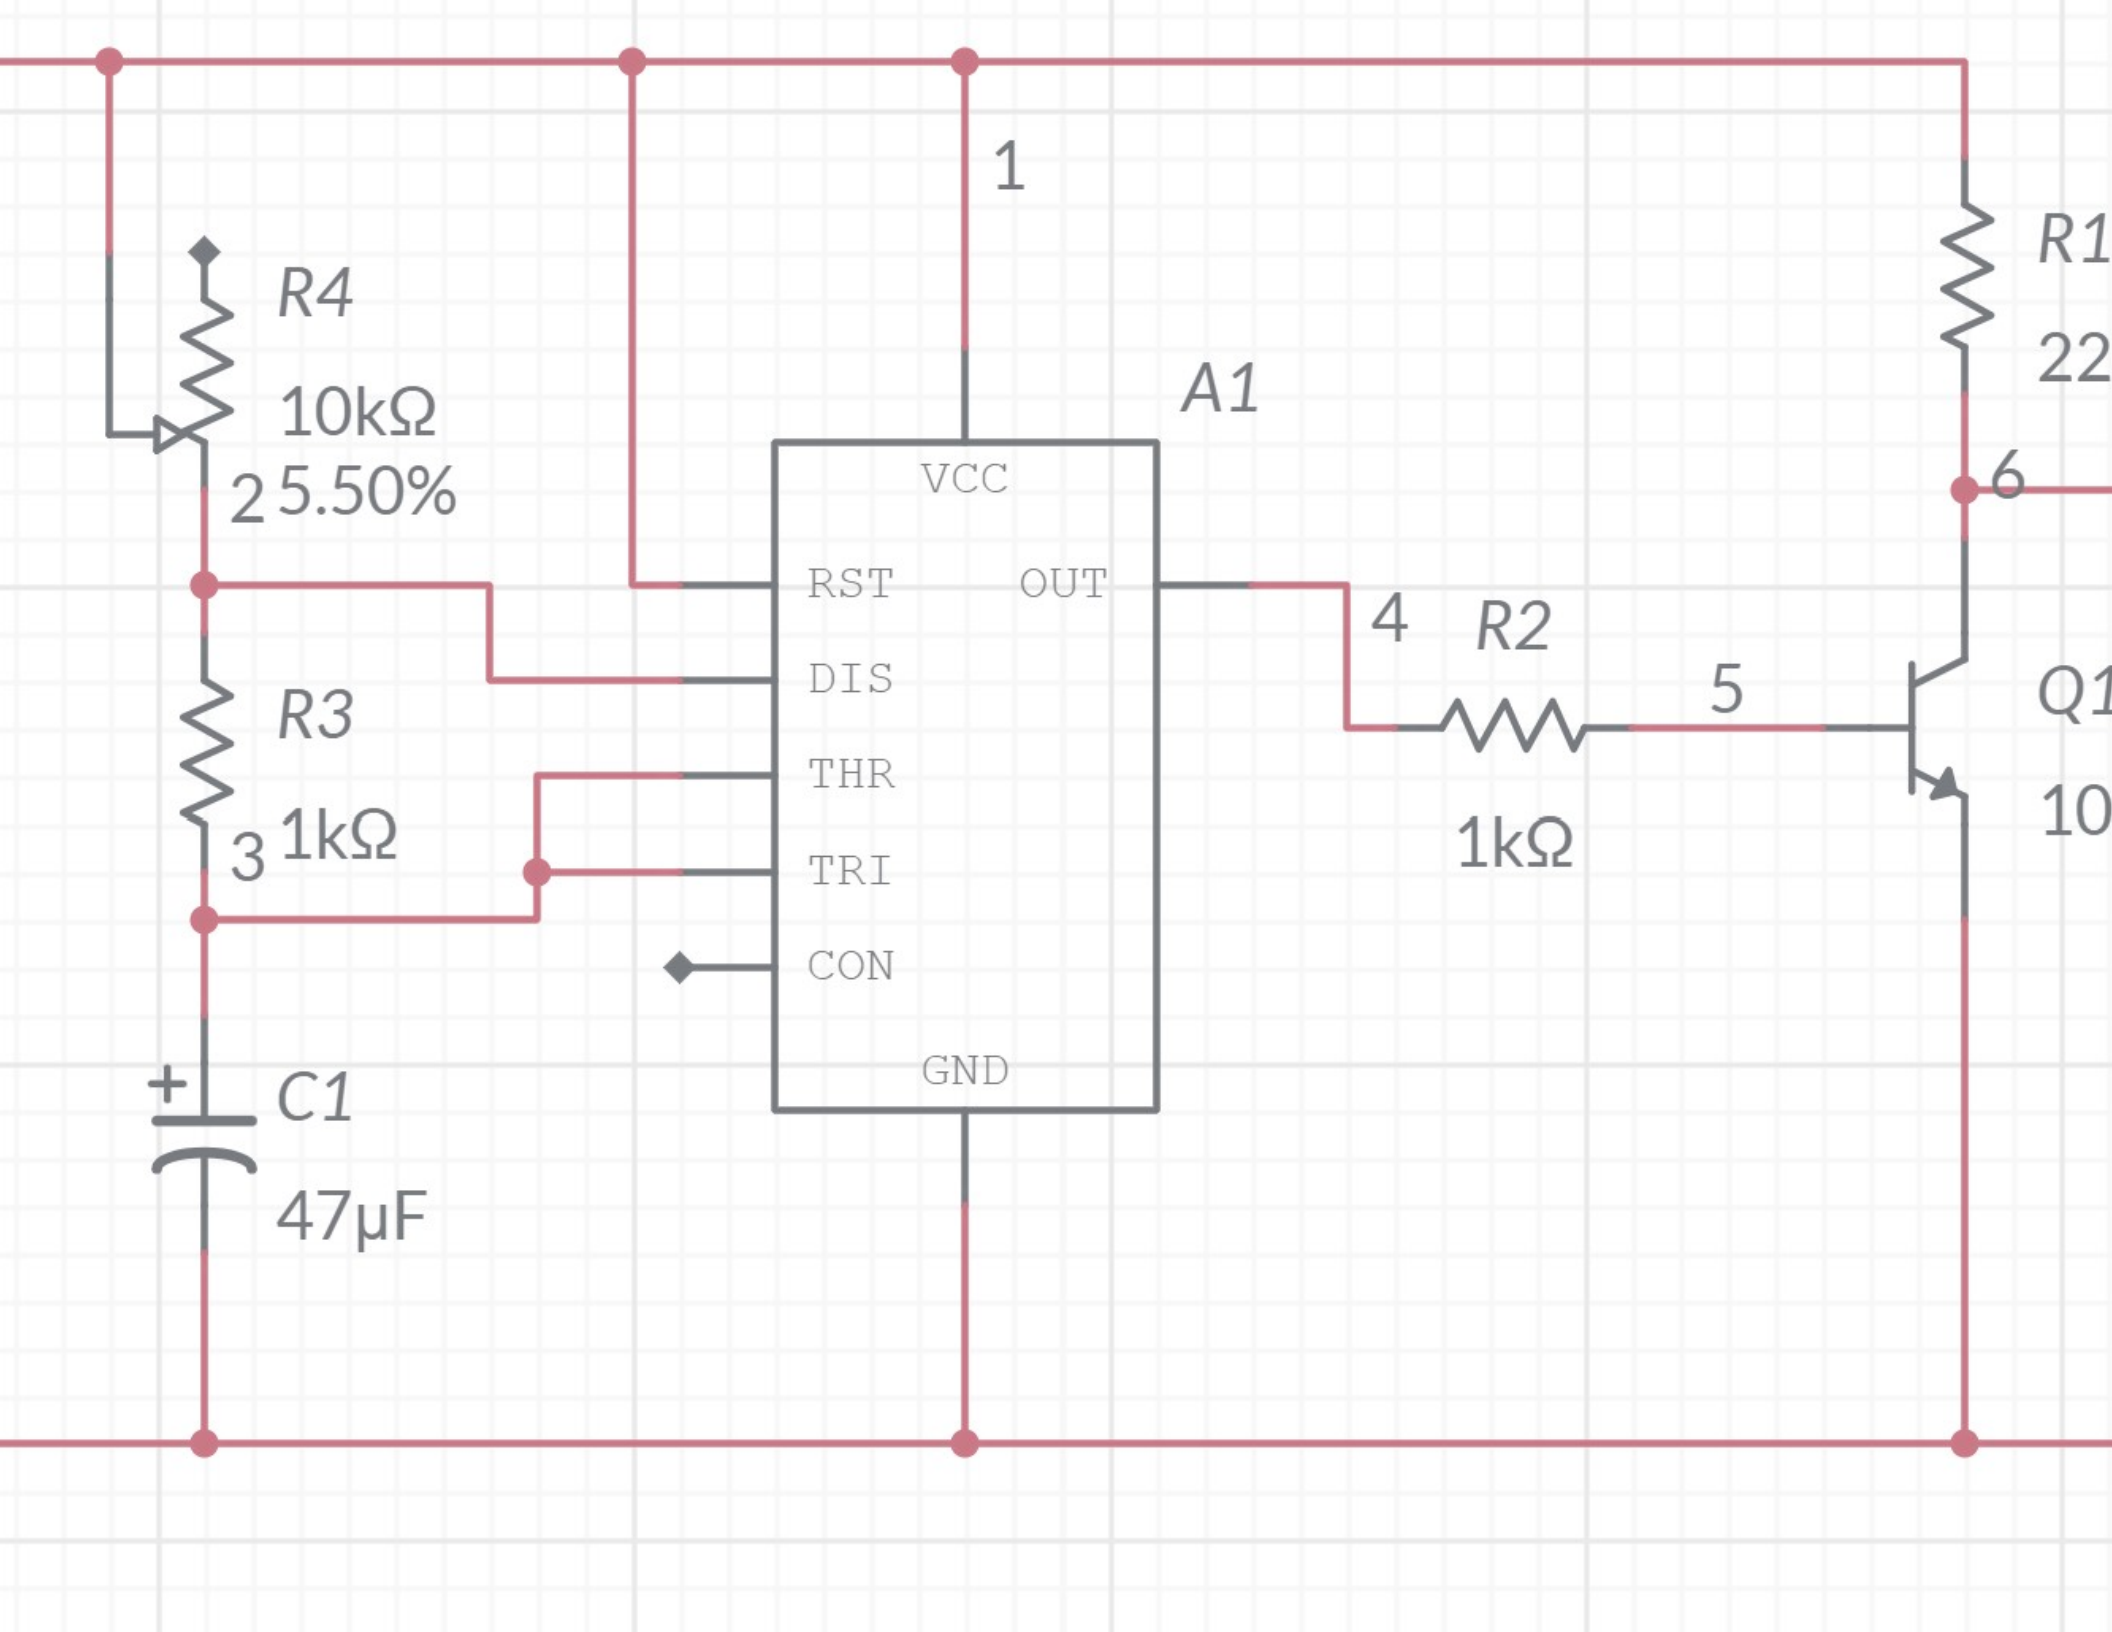 1
R4
10kΩ
5.50%
2
R3
1kΩ
3
C1
47µF
A1
VCC
RST
OUT
DIS
THR
TRI
CON
GND
4
R2
1kΩ
5
R1
22
6
Q1
10